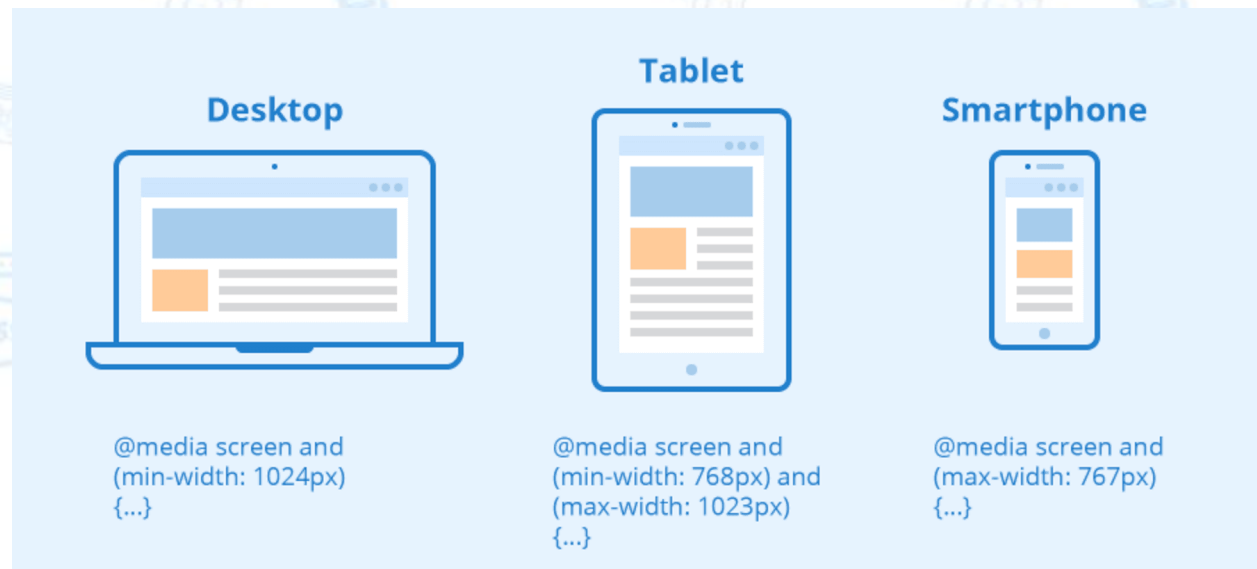 Desktop
Tablet
Smartphone
@media screen and
(min-width: 1024px)
{...}
@media screen and
(min-width: 768px) and
(max-width: 1023px)
{...}
@media screen and
(max-width: 767px)
{...}